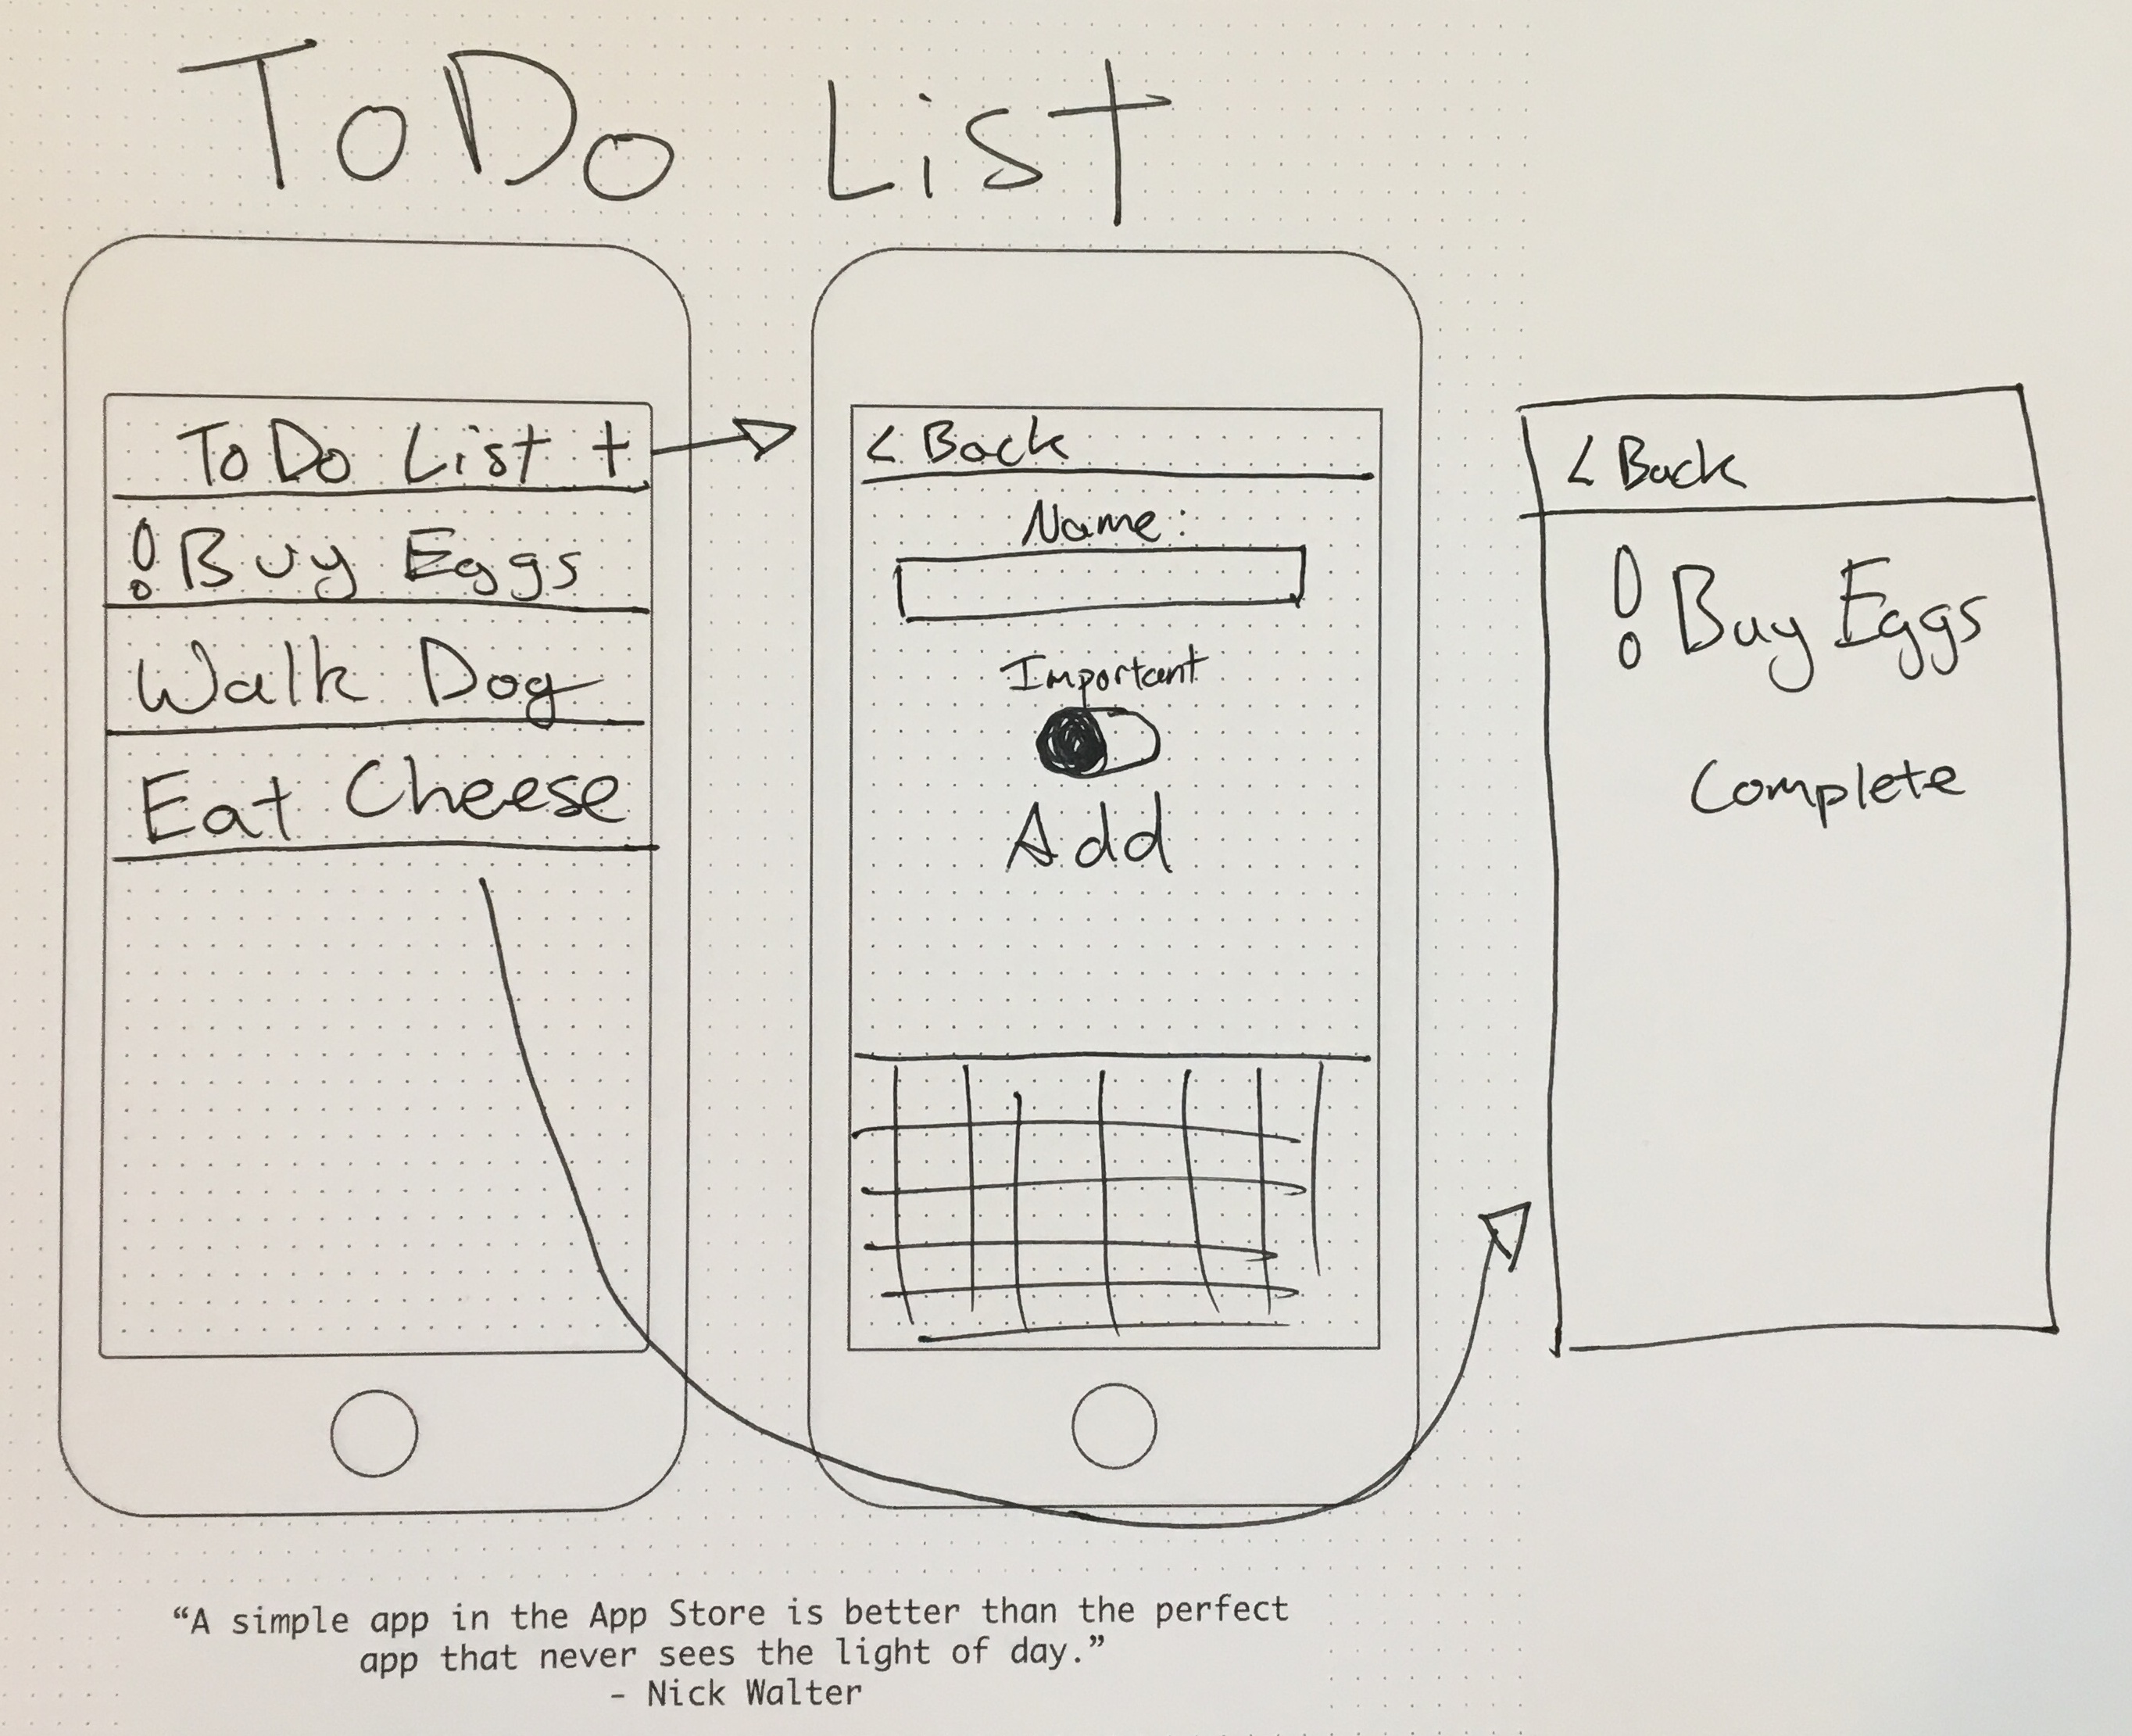 ToDo List
ToDo List +
! Buy Eggs
Walk Dog
Eat Cheese
< Back
Name:
Important
Add
< Back
! Buy Eggs
Complete
“A simple app in the App Store is better than the perfect
app that never sees the light of day.”
- Nick Walter